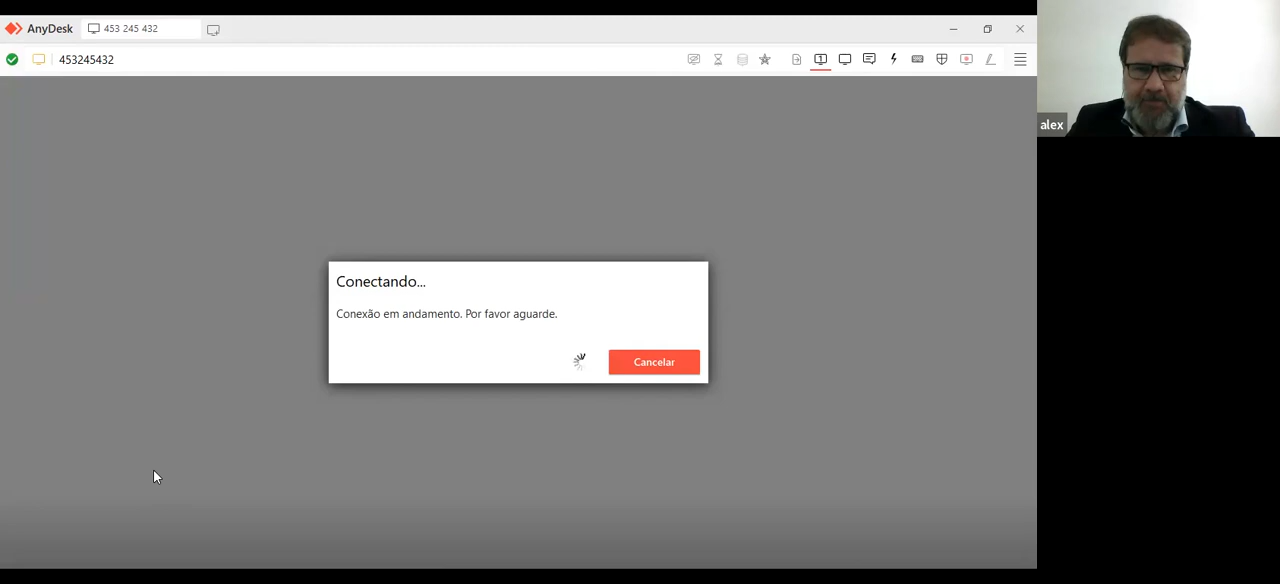 AnyDesk
453 245 432
453245432
alex
Conectando...
Conexão em andamento. Por favor aguarde.
Cancelar